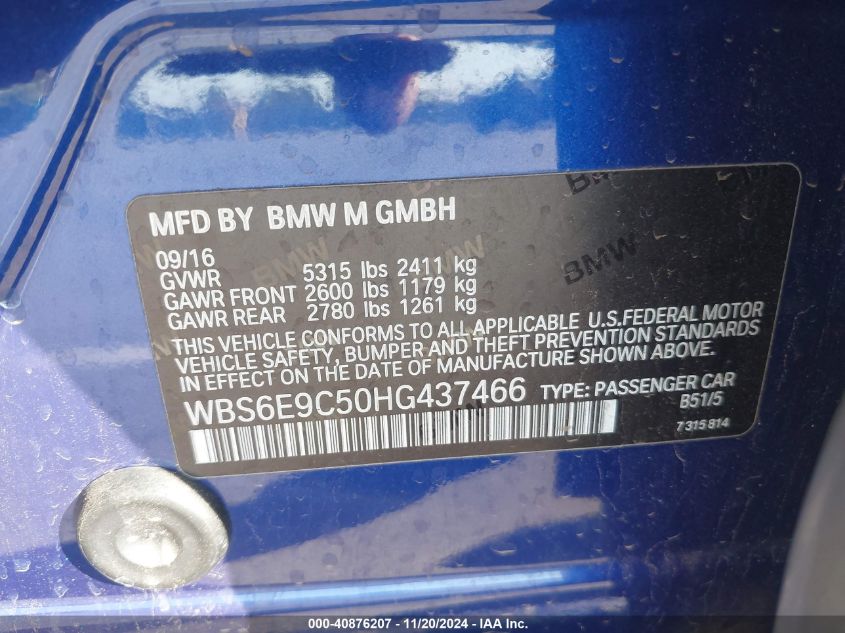 MFD BY BMW M GMBH
09/16
GVWR 5315 lbs 2411 kg
GAWR FRONT 2600 lbs 1179 kg
GAWR REAR 2780 lbs 1261 kg
THIS VEHICLE CONFORMS TO ALL APPLICABLE U.S.FEDERAL MOTOR
VEHICLE SAFETY, BUMPER AND THEFT PREVENTION STANDARDS
IN EFFECT ON THE DATE OF MANUFACTURE SHOWN ABOVE.
WBS6E9C50HG437466 TYPE: PASSENGER CAR
B51/5
7 315 814
000-40876207 - 11/20/2024 - IAA Inc.